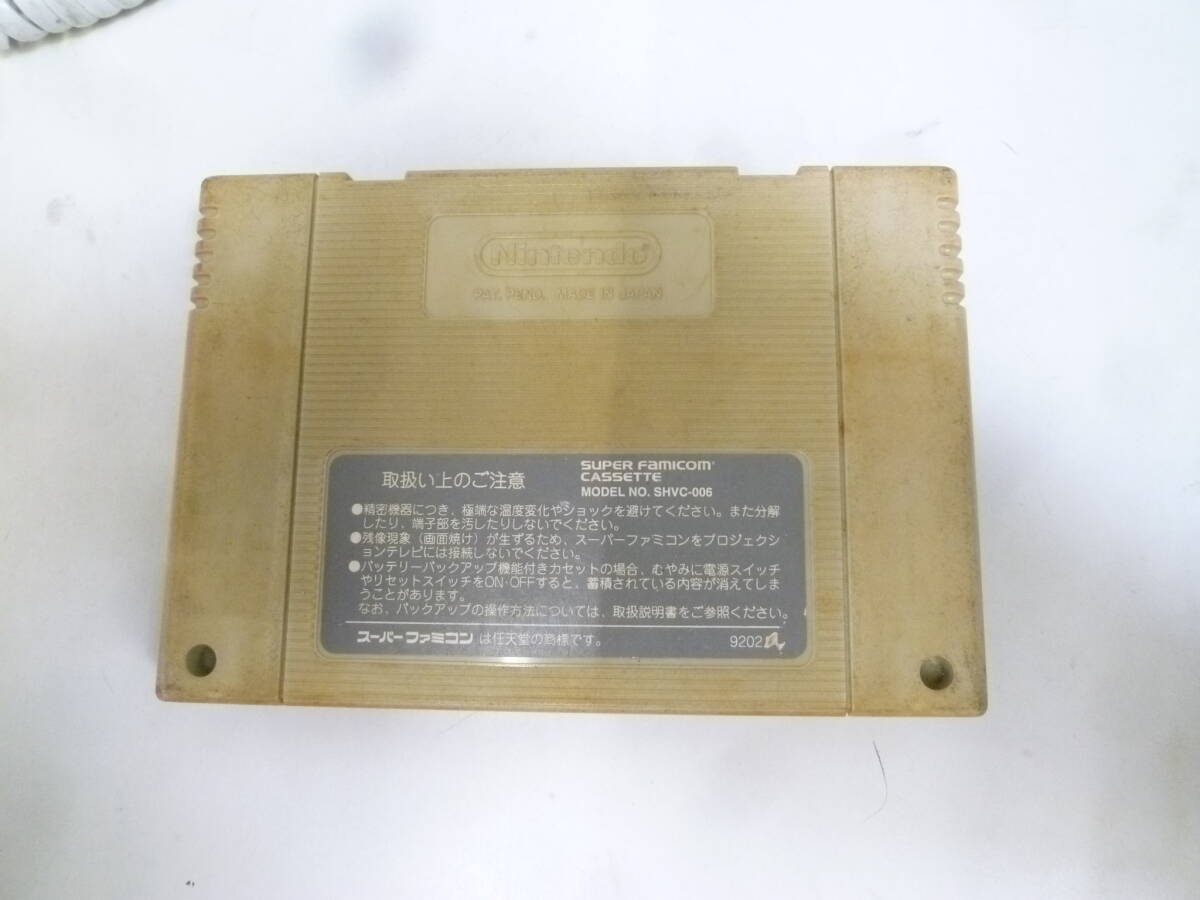 Nintendo®
PAT. PEND. MADE IN JAPAN
取扱い上のご注意
SUPER FAMICOM
CASSETTE
MODEL NO. SHVC-006
●精密機器につき、極端な温度変化やショックを避けてください。また分解
したり、端子部を汚したりしないでください。
●残像現象（画面焼け）が生ずるため、スーパーファミコンをプロジェクシ
ョンテレビには接続しないでください。
●バッテリーバックアップ機能付きカセットの場合、むやみに電源スイッチ
やリセットスイッチをON・OFFすると、蓄積されている内容が消えてしま
うことがあります。
なお、バックアップの操作方法については、取扱説明書をご参照ください。
スーパーファミコン は任天堂の商標です。
9202